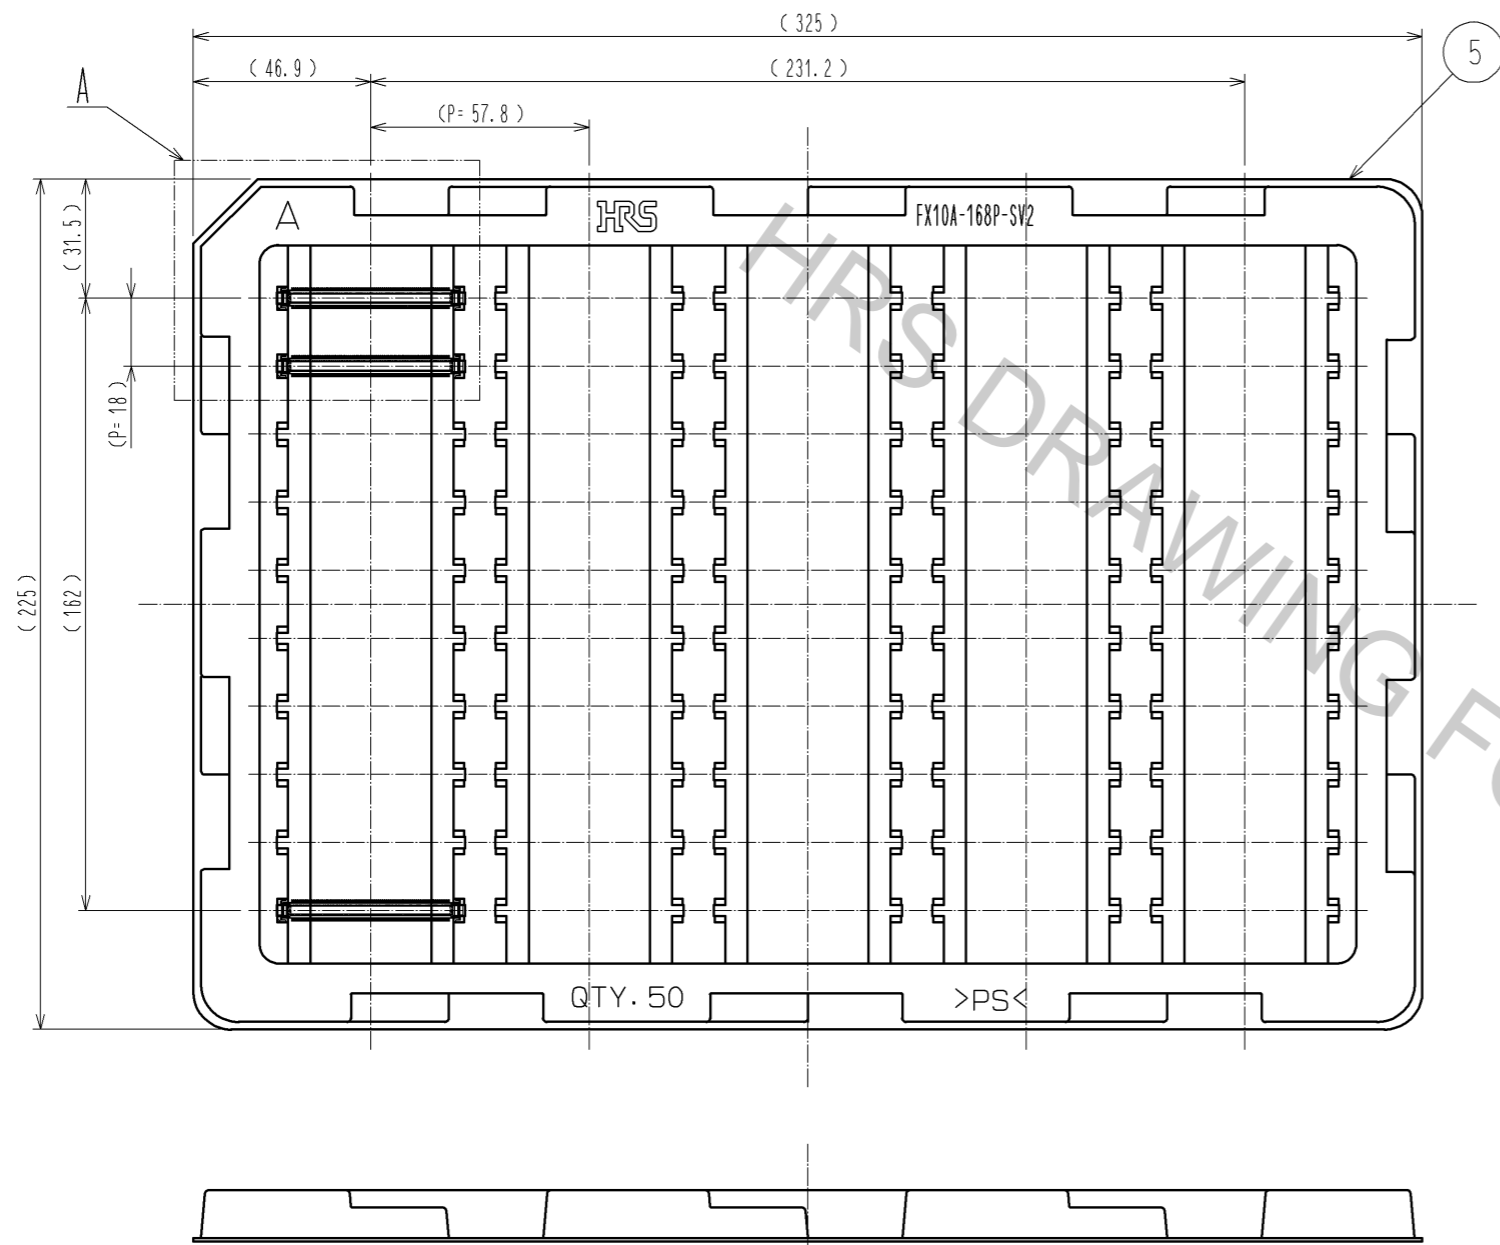 ( 325 )
5
( 46.9 )
( 231.2 )
A
(P= 57.8 )
A
HRS
FX10A-168P-SV2
( 31.5 )
(P= 18 )
( 225 )
( 162 )
HRS DRAWING
QTY. 50
>PS<